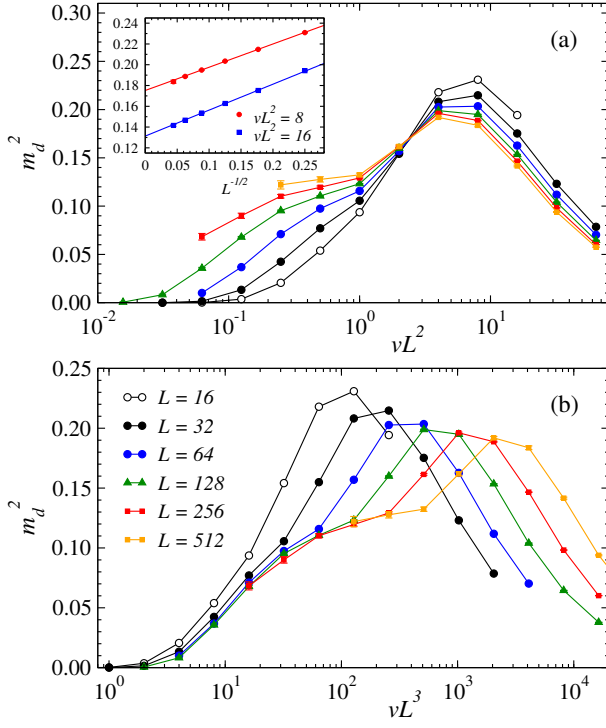 (a)
0.30
0.25
0.20
0.15
0.10
0.05
0.00
m_d^2
10^-2 10^-1 10^0 10^1
vL^2
0.24
0.22
0.20
0.18
0.16
0.14
0.12
0 0.05 0.1 0.15 0.2 0.25
L^-1/2
vL^2 = 8
vL^2 = 16
(b)
0.25
0.20
0.15
0.10
0.05
0.00
m_d^2
L = 16
L = 32
L = 64
L = 128
L = 256
L = 512
10^0 10^1 10^2 10^3 10^4
vL^3